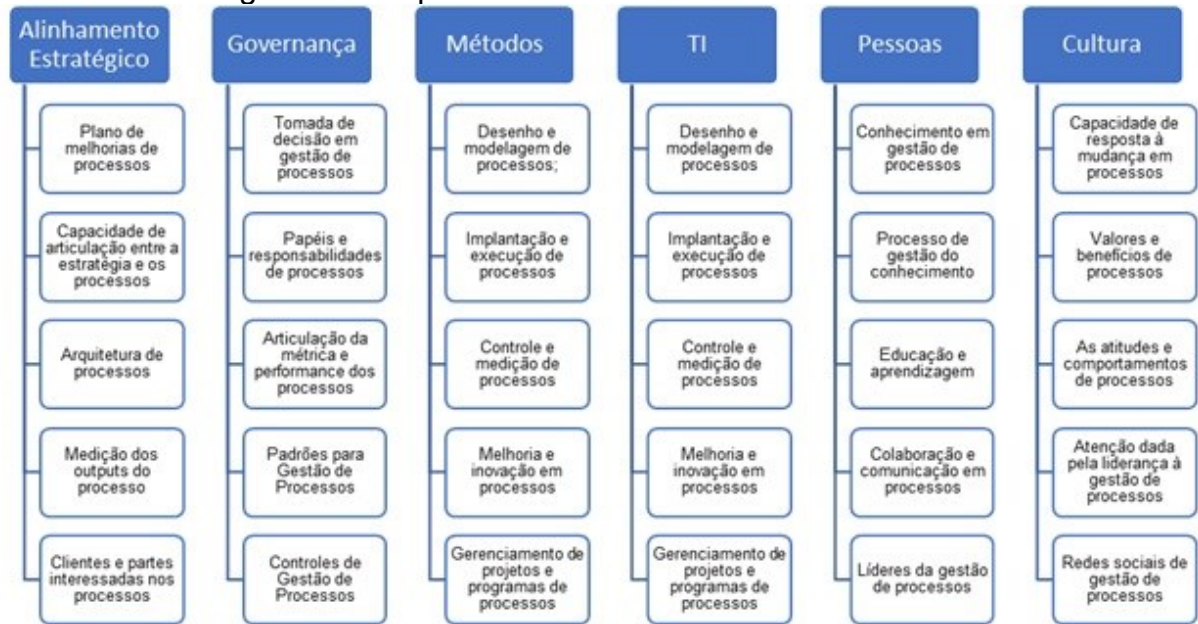 Alinhamento
Estratégico
Plano de
melhorias de
processos
Capacidade de
articulação entre a
estratégia e os
processos
Arquitetura de
processos
Medição dos
outputs do
processo
Clientes e partes
interessadas nos
processos
Governança
Tomada de
decisão em
gestão de
processos
Papéis e
responsabilidades
de processos
Articulação da
métrica e
performance dos
processos
Padrões para
Gestão de
Processos
Controles de
Gestão de
Processos
Métodos
Desenho e
modelagem de
processos;
Implantação e
execução de
processos
Controle e
medição de
processos
Melhoria e
inovação em
processos
Gerenciamento de
projetos e
programas de
processos
TI
Desenho e
modelagem de
processos
Implantação e
execução de
processos
Controle e
medição de
processos
Melhoria e
inovação em
processos
Gerenciamento de
projetos e
programas de
processos
Pessoas
Conhecimento em
gestão de
processos
Processo de
gestão do
conhecimento
Educação e
aprendizagem
Colaboração e
comunicação em
processos
Líderes da gestão
de processos
Cultura
Capacidade de
resposta à
mudança em
processos
Valores e
benefícios de
processos
As atitudes e
comportamentos
de processos
Atenção dada
pela liderança à
gestão de
processos
Redes sociais de
gestão de
processos